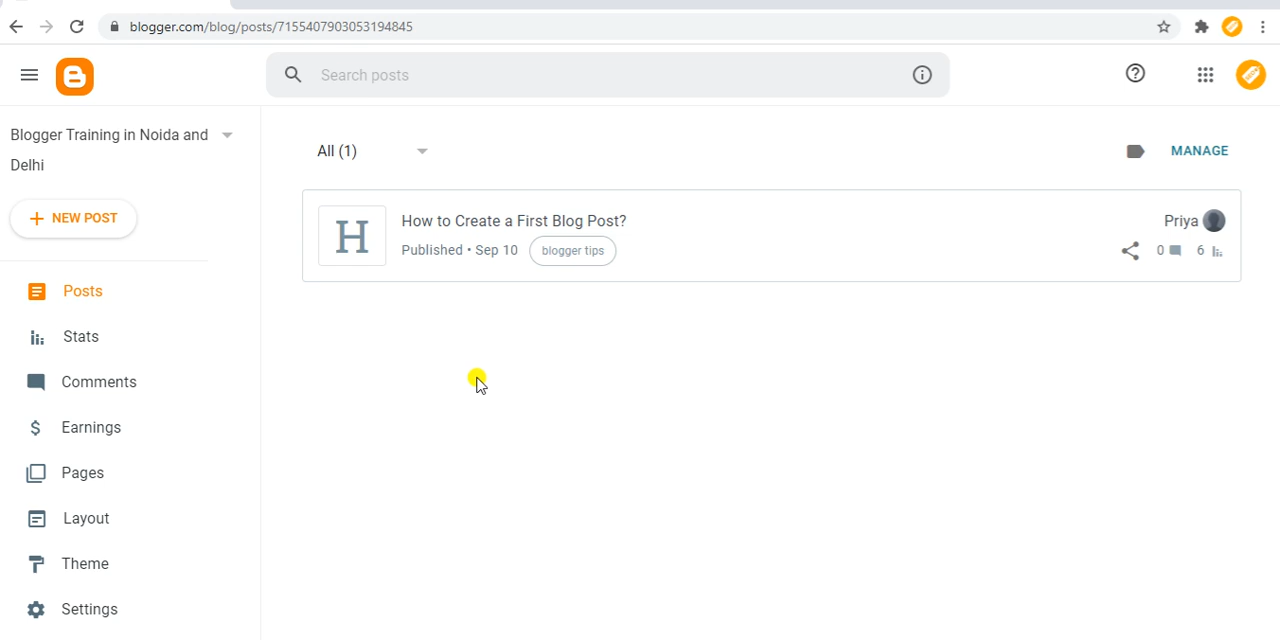 blogger.com/blog/posts/7155407903053194845
Search posts
Blogger Training in Noida and
Delhi
All (1)
MANAGE
NEW POST
H
How to Create a First Blog Post?
Priya
Published • Sep 10
blogger tips
0
6
Posts
Stats
Comments
Earnings
Pages
Layout
Theme
Settings